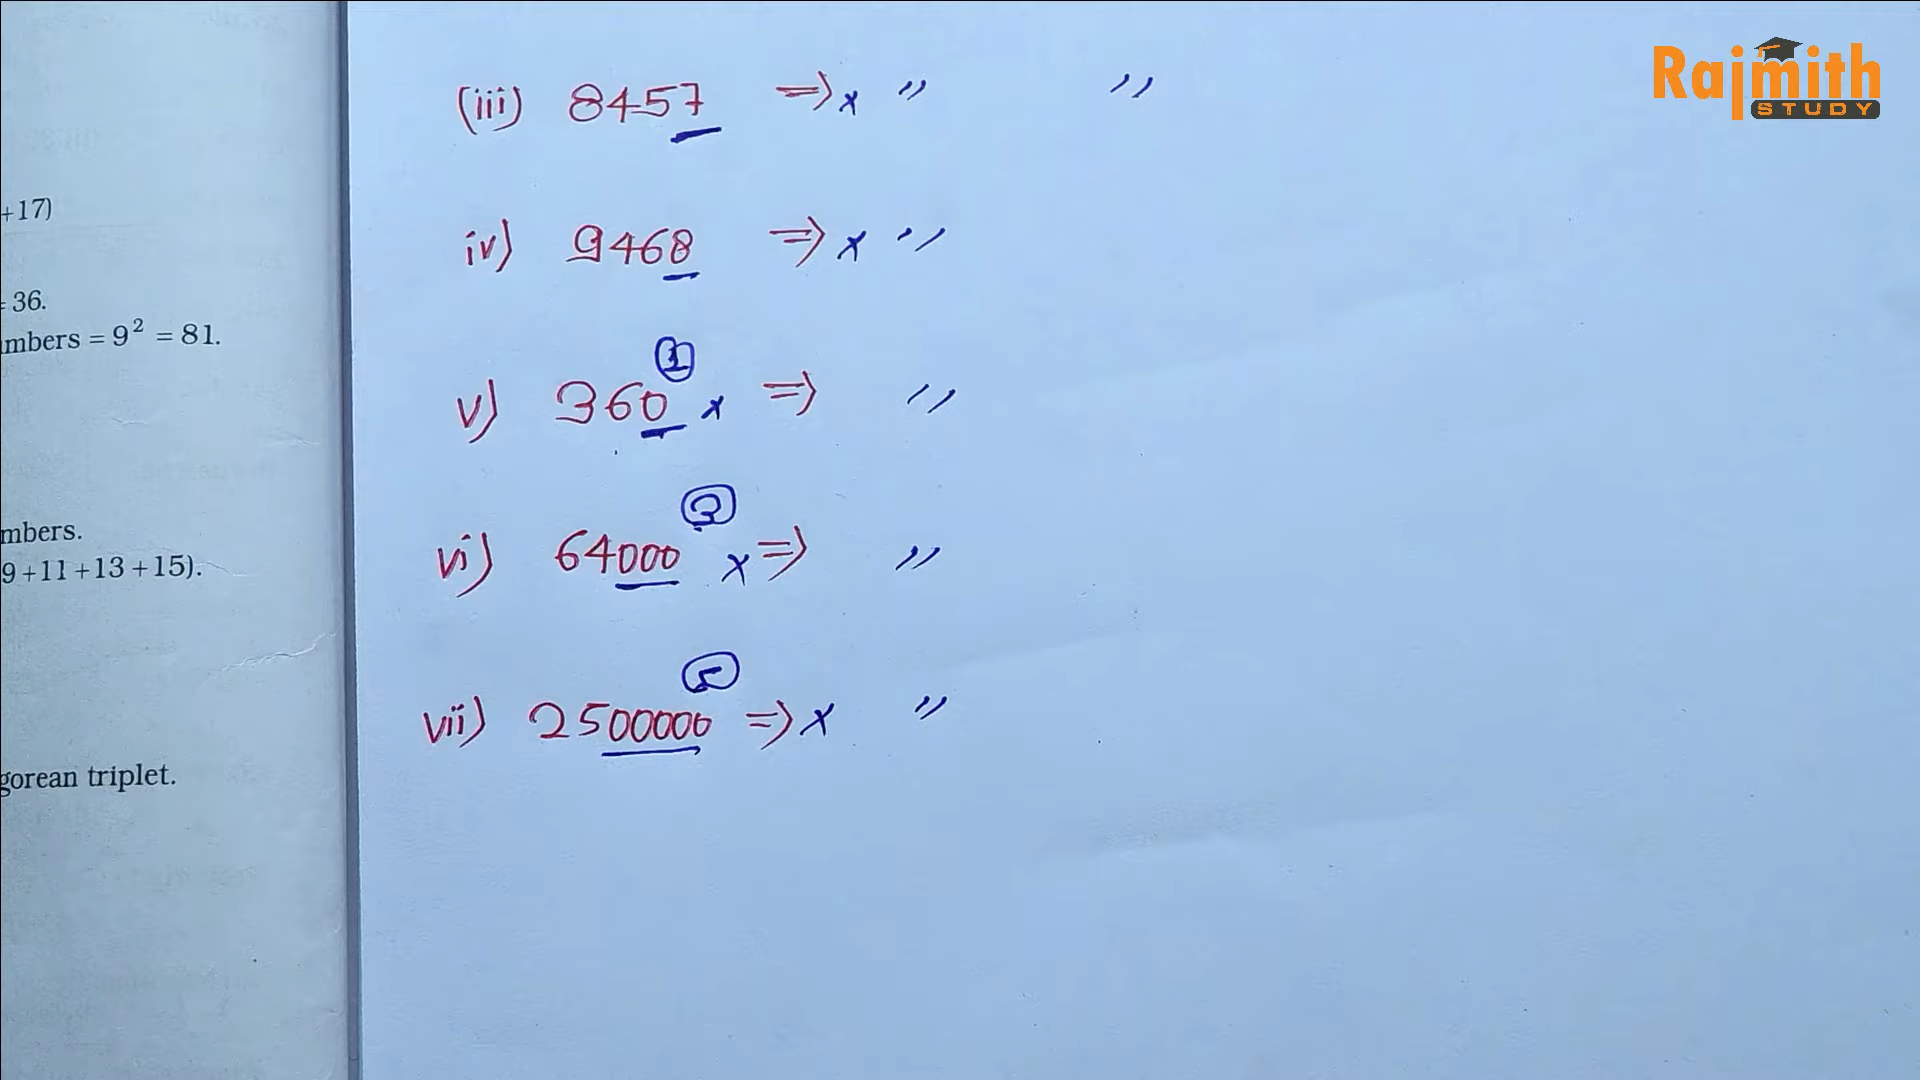 Rajmith
STUDY
+17)
= 36.
mbers = 9² = 81.
mbers.
9+11+13+15).
gorean triplet.
(iii) 8457 => x " "
iv) 9468 => x "
1
v) 360 x => "
3
vi) 64000 x => "
5
vii) 2500000 => x "